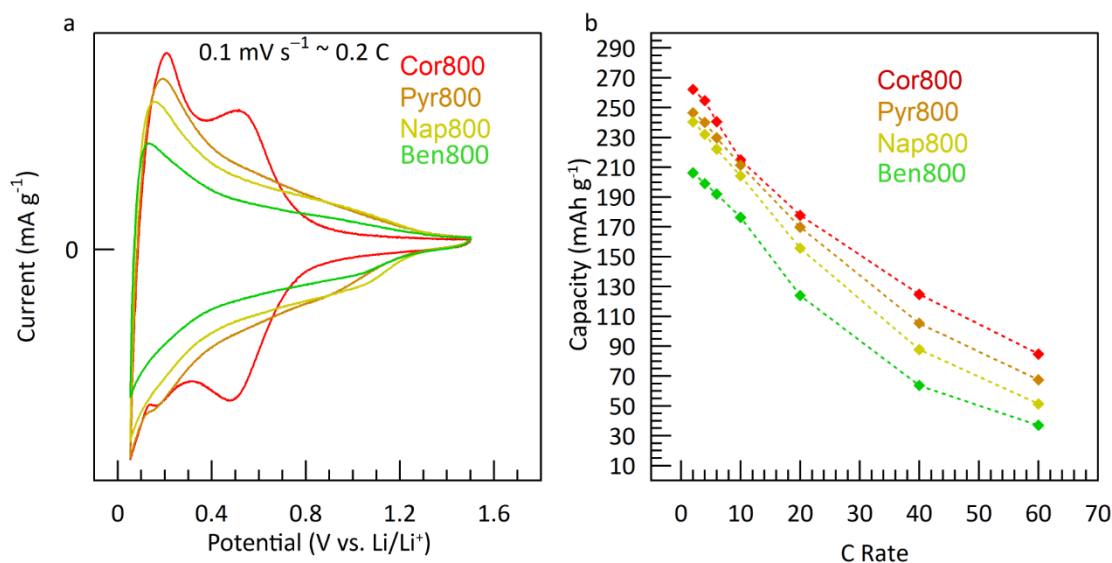 a
0.1 mV s⁻¹ ~ 0.2 C
Cor800
Pyr800
Nap800
Ben800
Current (mA g⁻¹)
0
0 0.4 0.8 1.2 1.6
Potential (V vs. Li/Li⁺)
b
Cor800
Pyr800
Nap800
Ben800
Capacity (mAh g⁻¹)
290
270
250
230
210
190
170
150
130
110
90
70
50
30
10
0 10 20 30 40 50 60 70
C Rate